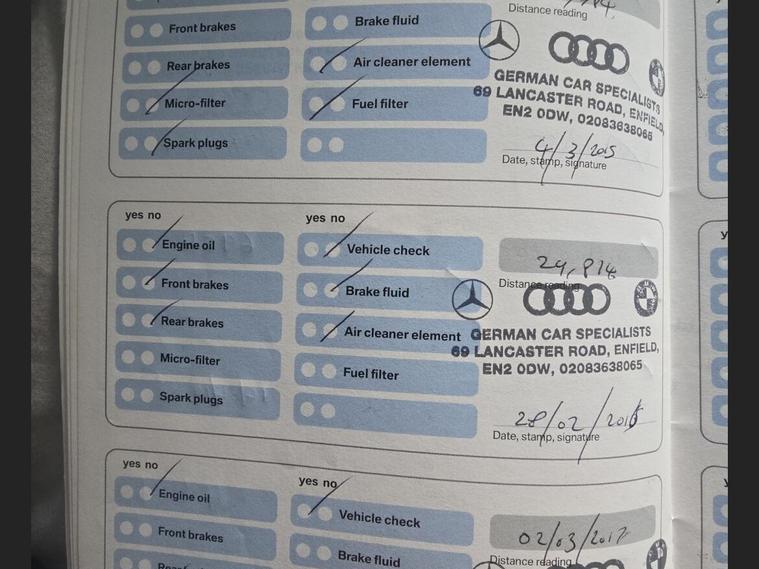 Distance reading
Front brakes
Brake fluid
Rear brakes
Air cleaner element
Micro-filter
Fuel filter
Spark plugs
GERMAN CAR SPECIALISTS
69 LANCASTER ROAD, ENFIELD,
EN2 0DW, 02083638065
4/3/2015
Date, stamp, signature
yes no
yes no
Engine oil
Vehicle check
Front brakes
Brake fluid
Rear brakes
Air cleaner element
Micro-filter
Fuel filter
Spark plugs
29,814
Distance reading
GERMAN CAR SPECIALISTS
69 LANCASTER ROAD, ENFIELD,
EN2 0DW, 02083638065
28/02/2016
Date, stamp, signature
yes no
yes no
Engine oil
Vehicle check
Front brakes
Brake fluid
02/03/2017
Distance reading